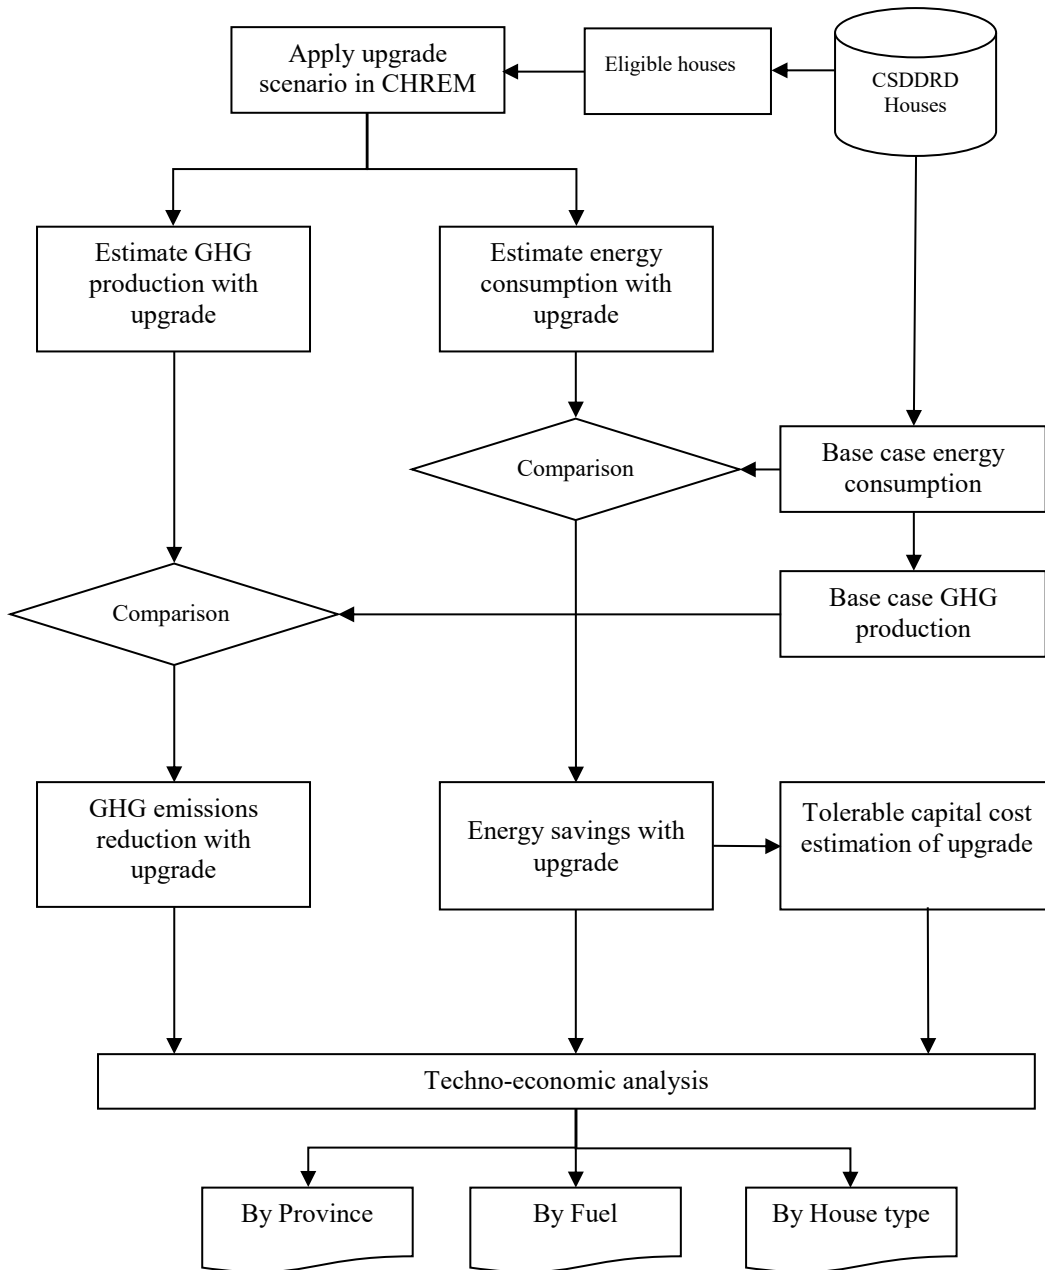 Apply upgrade
scenario in CHREM
Eligible houses
CSDDRD
Houses
Estimate GHG
production with
upgrade
Estimate energy
consumption with
upgrade
Comparison
Base case energy
consumption
Comparison
Base case GHG
production
GHG emissions
reduction with
upgrade
Energy savings with
upgrade
Tolerable capital cost
estimation of upgrade
Techno-economic analysis
By Province
By Fuel
By House type